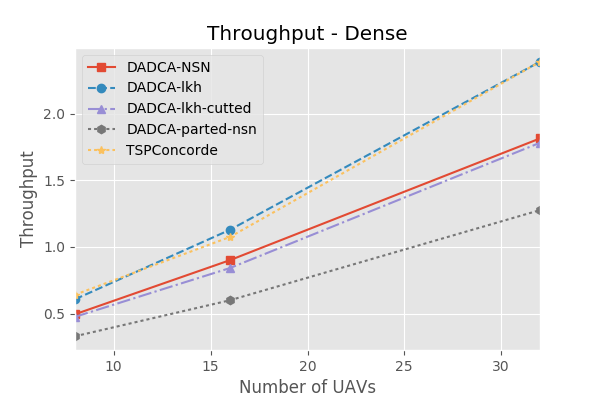 Throughput - Dense
DADCA-NSN
DADCA-lkh
DADCA-lkh-cutted
DADCA-parted-nsn
TSPConcorde
Throughput
2.0
1.5
1.0
0.5
10
15
20
25
30
Number of UAVs